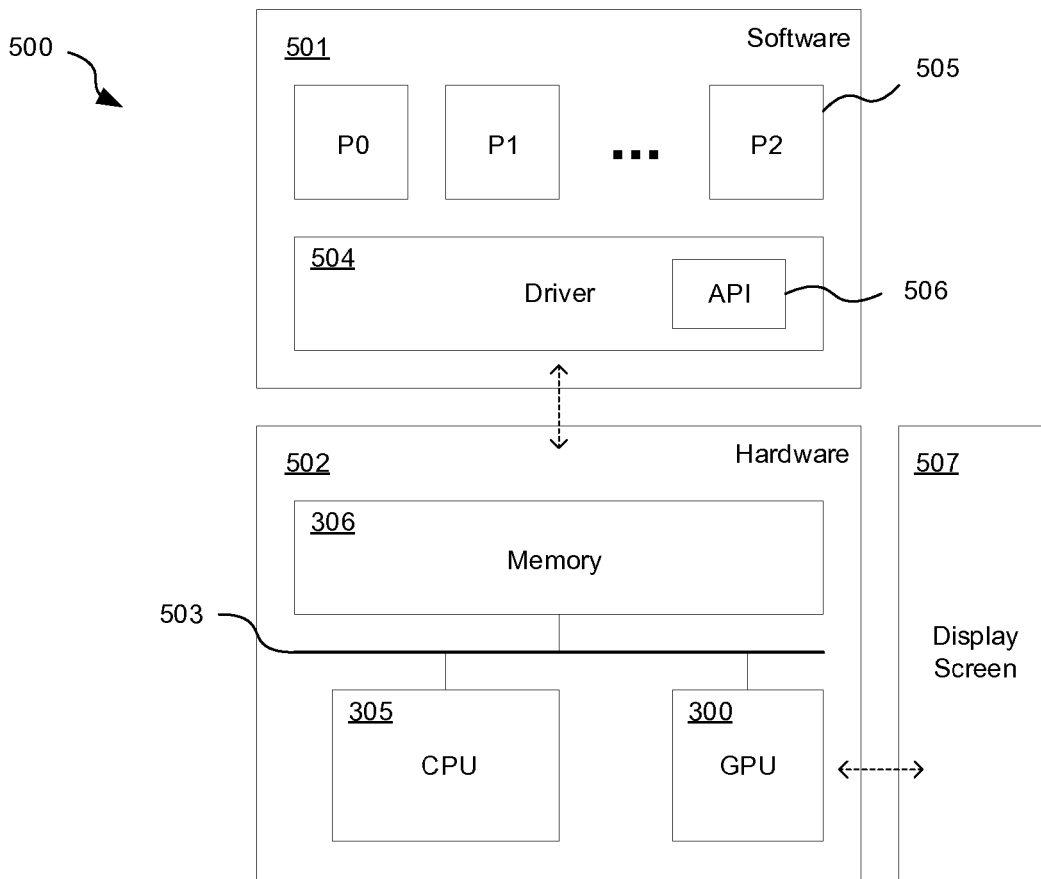 500
501
Software
505
P0
P1
...
P2
504
Driver
API
506
502
Hardware
507
306
Memory
503
Display
Screen
305
CPU
300
GPU